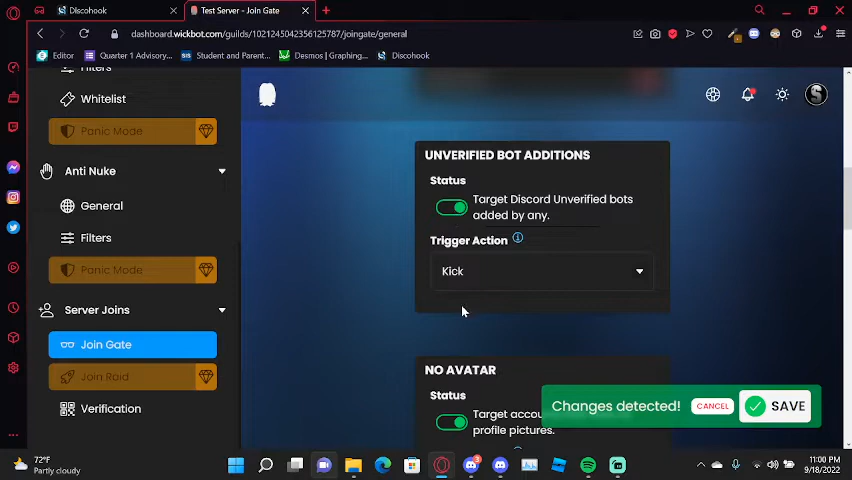 DIscohook
Test Server - Join Gate
dashboard.wickbot.com/guilds/1021245042356125787/joingate/general
Editor
Quarter 1 Advisory...
SIS
Student and Parent...
Desmos | Graphing...
Discohook
Filters
Whitelist
Panic Mode
Anti Nuke
General
Filters
Panic Mode
Server Joins
Join Gate
Join Raid
Verification
UNVERIFIED BOT ADDITIONS
Status
Target Discord Unverified bots
added by any.
Trigger Action
Kick
NO AVATAR
Status
Target accou
profile pictures.
Changes detected!
CANCEL
SAVE
72°F
Partly cloudy
3
11:00 PM
9/18/2022